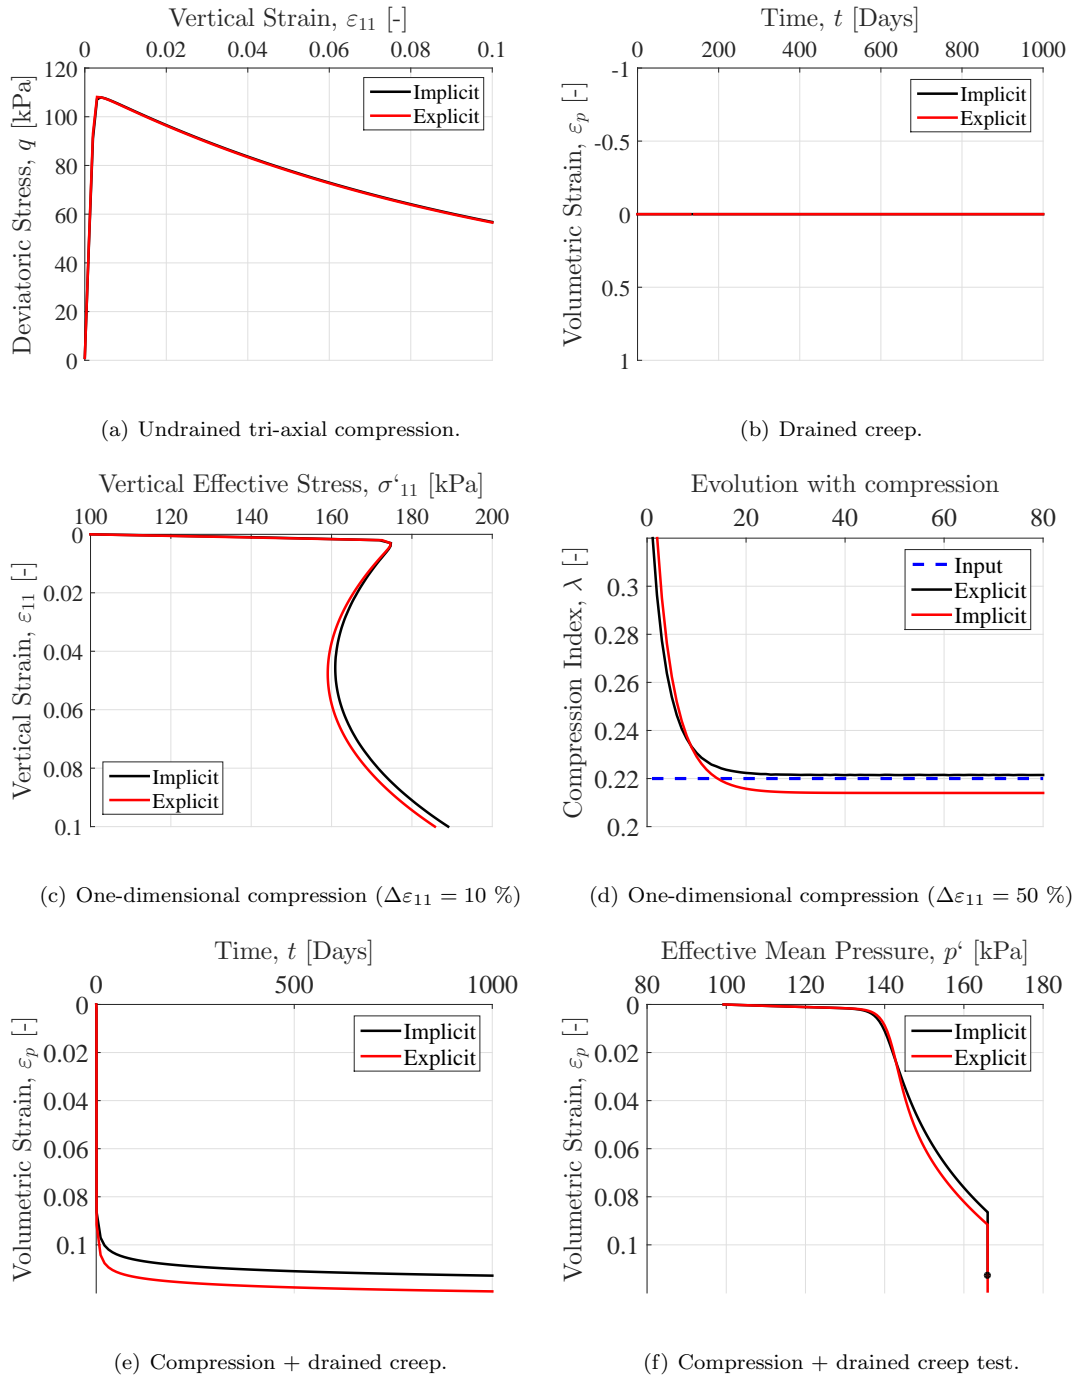 Vertical Strain, ε₁₁ [-]
0 0.02 0.04 0.06 0.08 0.1
Deviatoric Stress, q [kPa]
120
100
80
60
40
20
0
Implicit
Explicit
(a) Undrained tri-axial compression.
Time, t [Days]
0 200 400 600 800 1000
Volumetric Strain, εₚ [-]
-1
-0.5
0
0.5
1
Implicit
Explicit
(b) Drained creep.
Vertical Effective Stress, σ‘₁₁ [kPa]
100 120 140 160 180 200
Vertical Strain, ε₁₁ [-]
0
0.02
0.04
0.06
0.08
0.1
Implicit
Explicit
(c) One-dimensional compression (Δε₁₁ = 10 %)
Evolution with compression
0 20 40 60 80
Compression Index, λ [-]
0.3
0.28
0.26
0.24
0.22
0.2
Input
Explicit
Implicit
(d) One-dimensional compression (Δε₁₁ = 50 %)
Time, t [Days]
0 500 1000
Volumetric Strain, εₚ [-]
0
0.02
0.04
0.06
0.08
0.1
Implicit
Explicit
(e) Compression + drained creep.
Effective Mean Pressure, p‘ [kPa]
80 100 120 140 160 180
Volumetric Strain, εₚ [-]
0
0.02
0.04
0.06
0.08
0.1
Implicit
Explicit
(f) Compression + drained creep test.